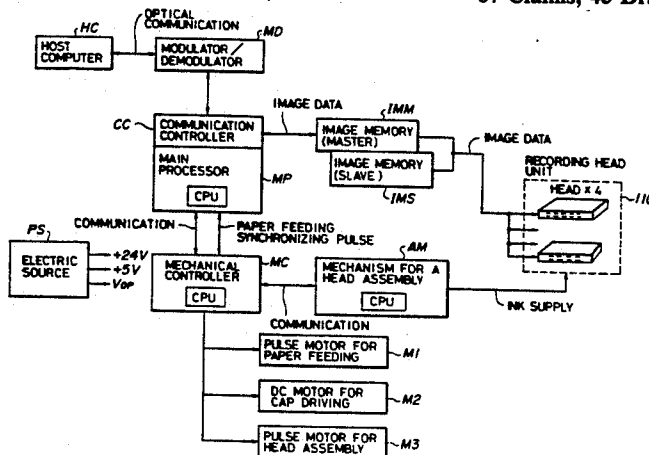 HC
OPTICAL
COMMUNICATION
MD
HOST
COMPUTER
MODULATOR/
DEMODULATOR
CC
COMMUNICATION
CONTROLLER
MAIN
PROCESSOR
CPU
MP
IMAGE DATA
IMM
IMAGE MEMORY
(MASTER)
IMAGE MEMORY
(SLAVE)
IMS
IMAGE DATA
RECORDING HEAD
UNIT
HEAD × 4
COMMUNICATION
PAPER FEEDING
SYNCHRONIZING PULSE
PS
ELECTRIC
SOURCE
+24V
+5V
VOP
MC
MECHANICAL
CONTROLLER
CPU
AM
MECHANISM FOR A
HEAD ASSEMBLY
CPU
COMMUNICATION
INK SUPPLY
PULSE MOTOR FOR
PAPER FEEDING
M1
DC MOTOR FOR
CAP DRIVING
M2
PULSE MOTOR FOR
HEAD ASSEMBLY
M3